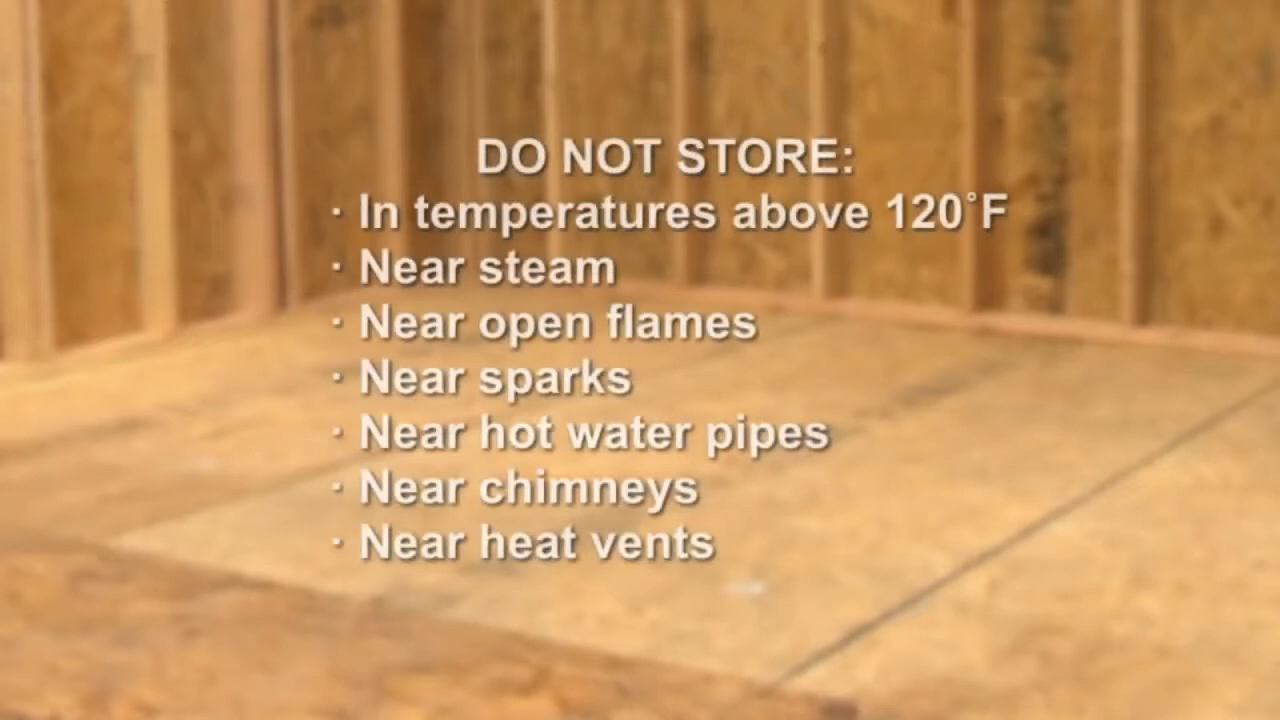 DO NOT STORE:
· In temperatures above 120˚F
· Near steam
· Near open flames
· Near sparks
· Near hot water pipes
· Near chimneys
· Near heat vents